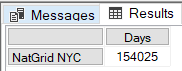 Messages Results
Days
NatGrid NYC 154025